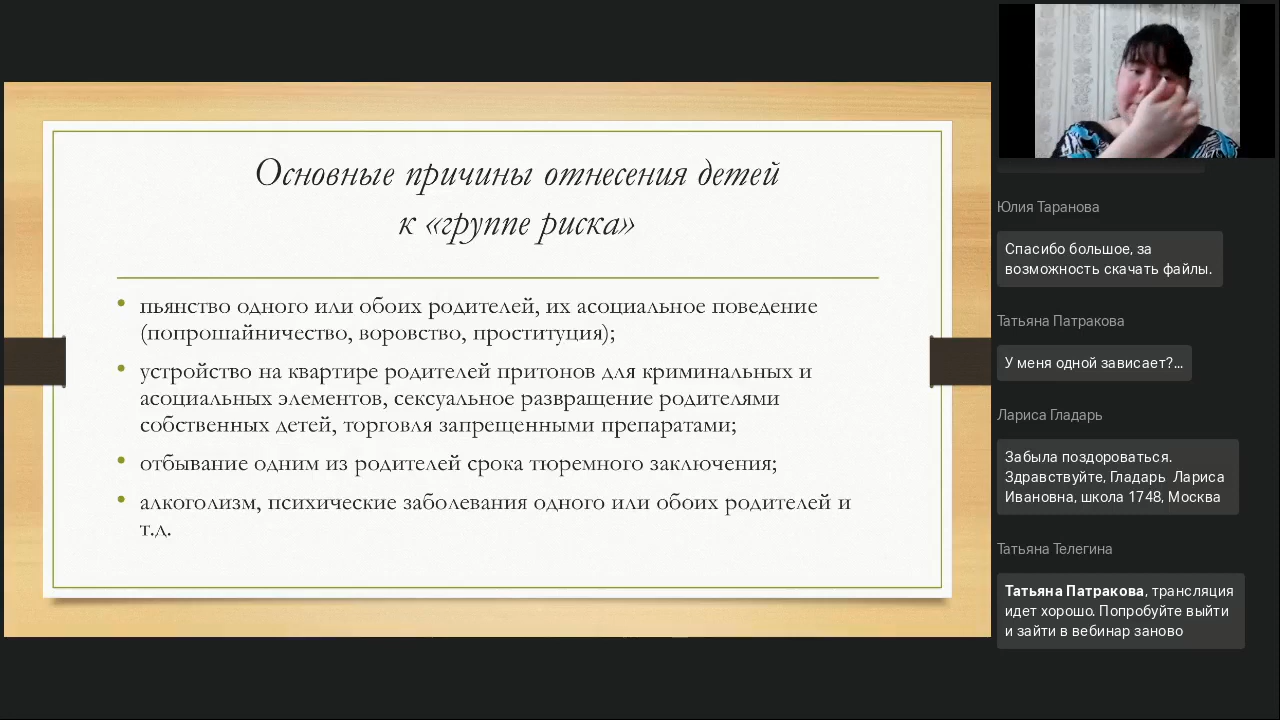 Основные причины отнесения детей
к «группе риска»
• пьянство одного или обоих родителей, их асоциальное поведение
(попрошайничество, воровство, проституция);
• устройство на квартире родителей притонов для криминальных и
асоциальных элементов, сексуальное развращение родителями
собственных детей, торговля запрещенными препаратами;
• отбывание одним из родителей срока тюремного заключения;
• алкоголизм, психические заболевания одного или обоих родителей и
т.д.
Юлия Таранова
Спасибо большое, за
возможность скачать файлы.
Татьяна Патракова
У меня одной зависает?...
Лариса Гладарь
Забыла поздороваться.
Здравствуйте, Гладарь Лариса
Ивановна, школа 1748, Москва
Татьяна Телегина
Татьяна Патракова, трансляция
идет хорошо. Попробуйте выйти
и зайти в вебинар заново